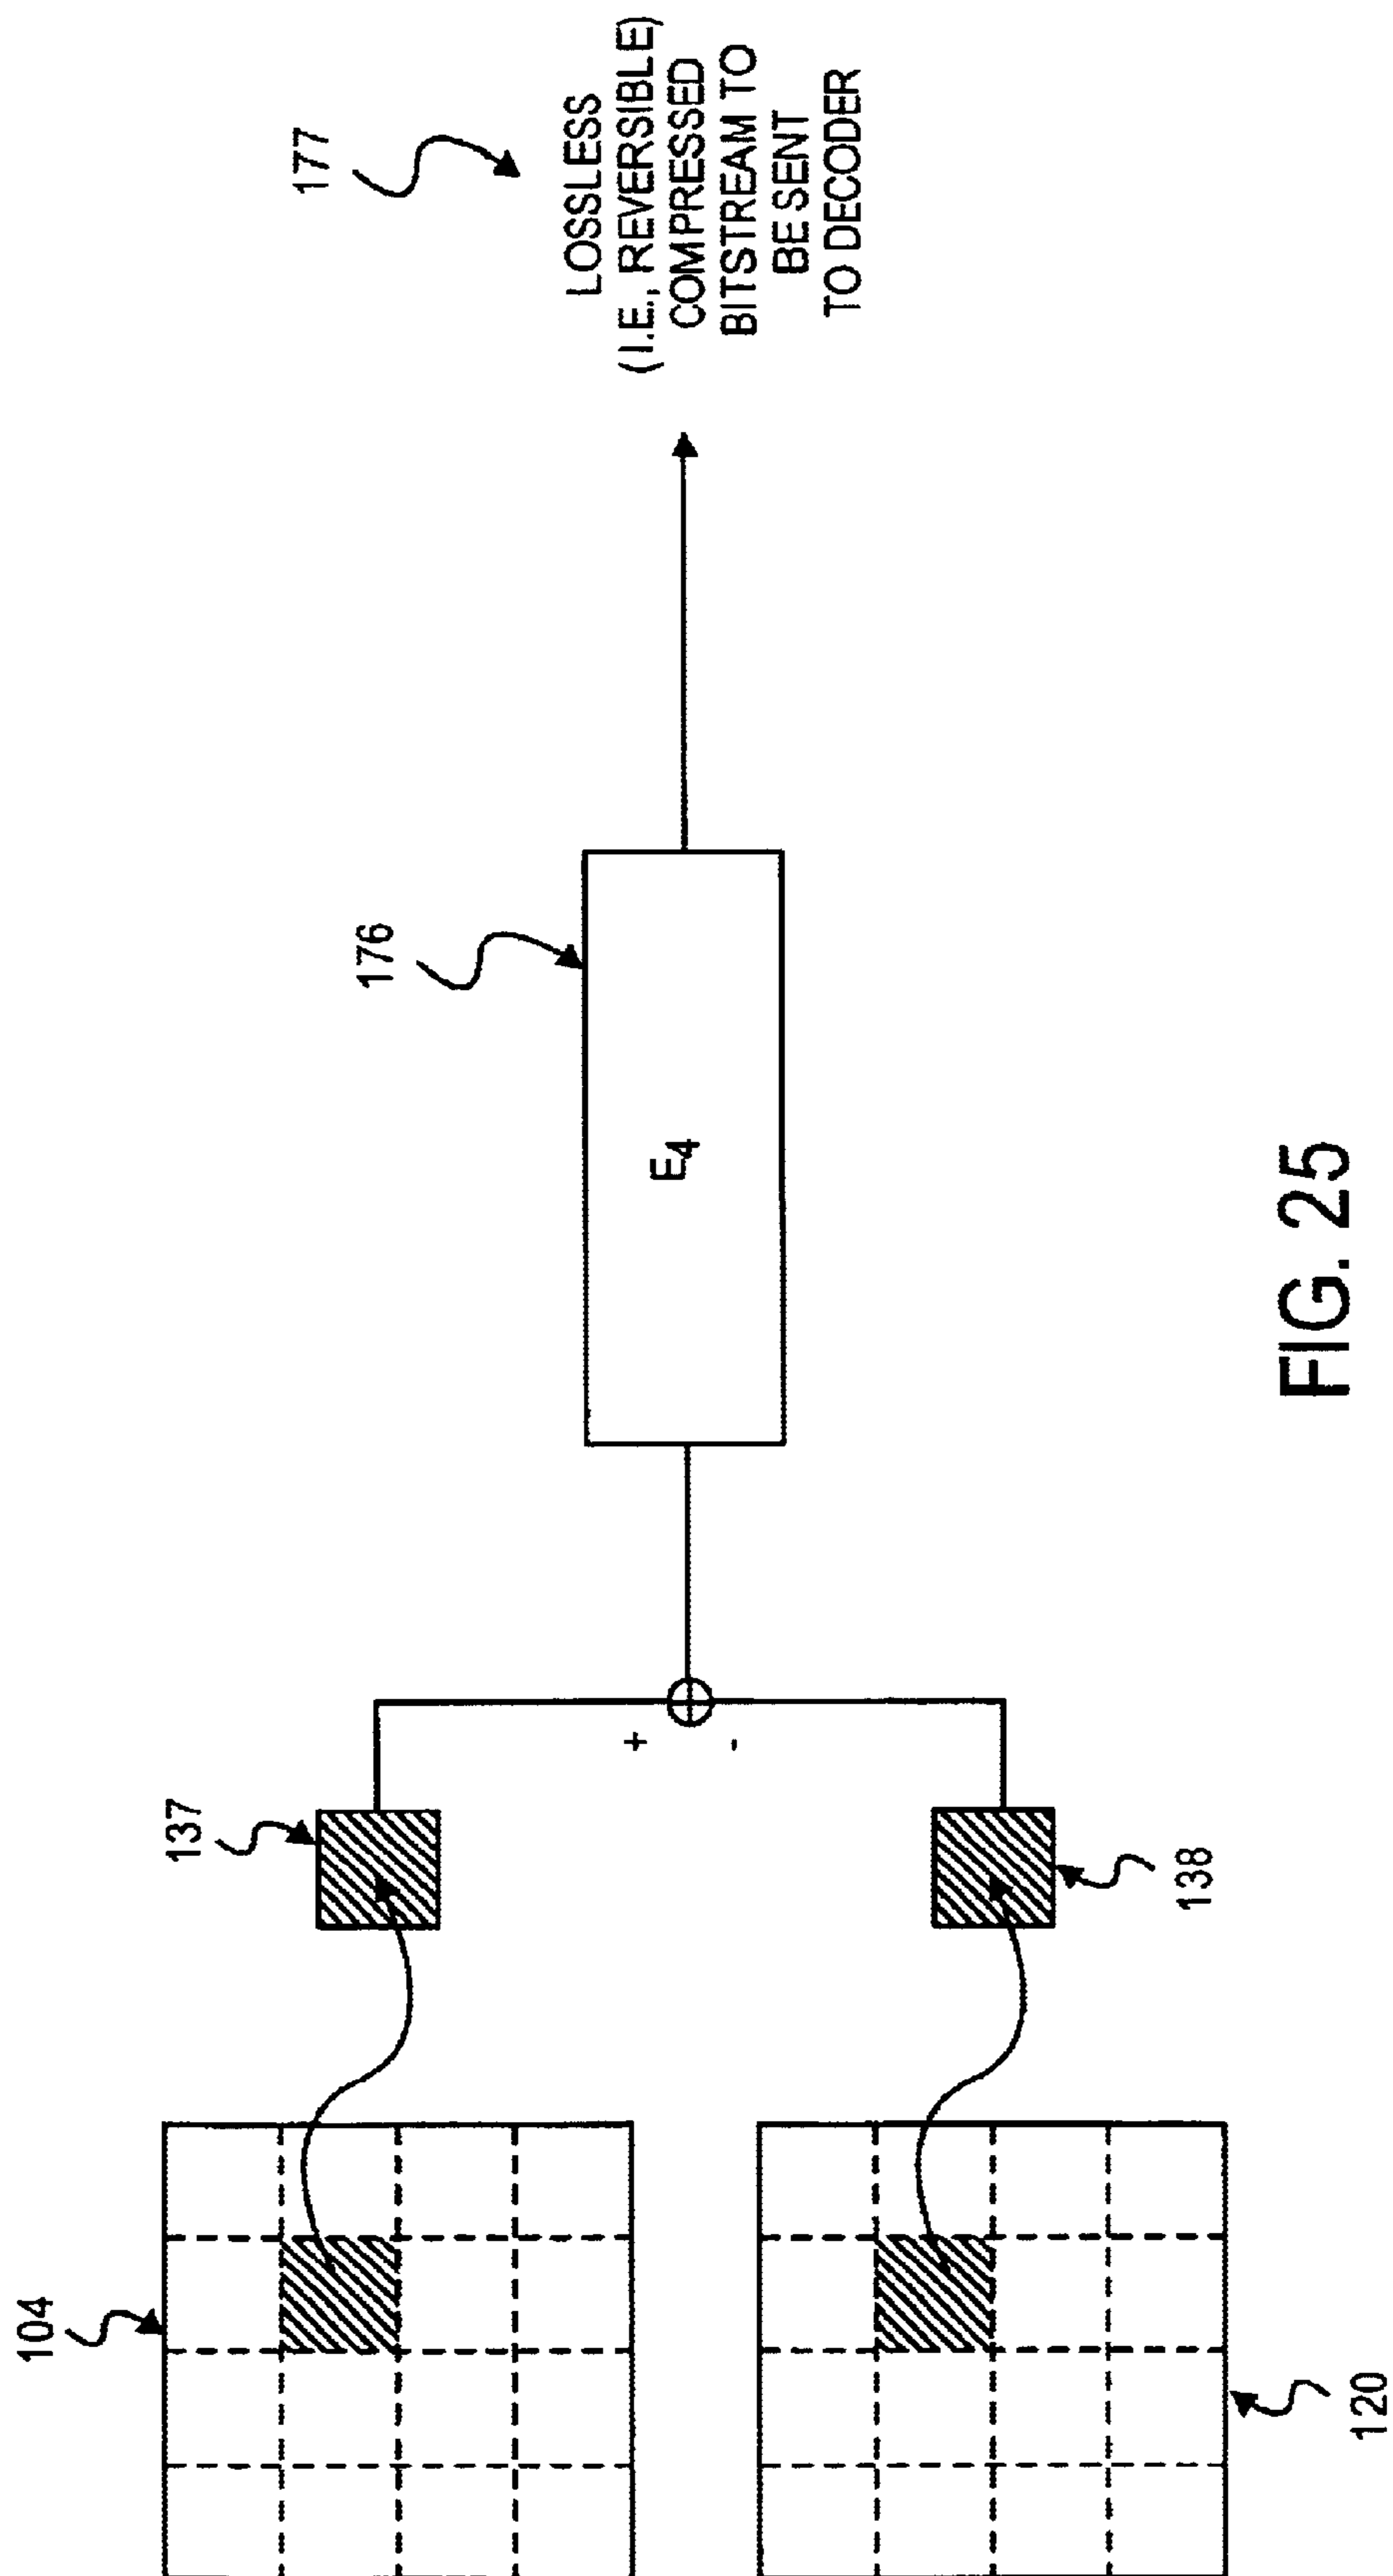 104
137
+
-
138
120
E4
176
177
LOSSLESS
(I.E., REVERSIBLE)
COMPRESSED
BITSTREAM TO
BE SENT
TO DECODER
FIG. 25